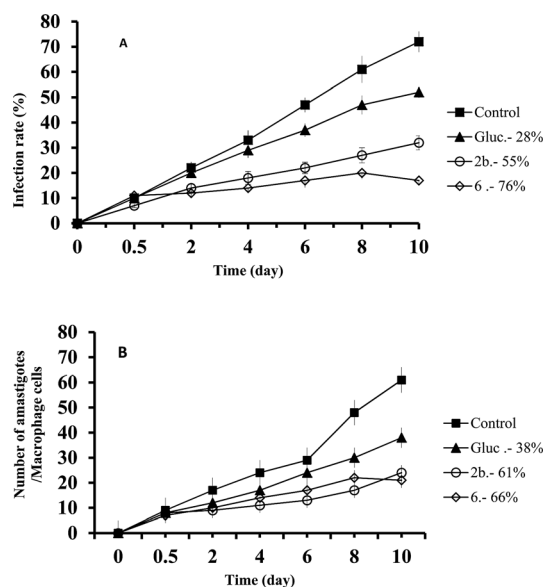 A
Infection rate (%)
80
70
60
50
40
30
20
10
0
0 0.5 2 4 6 8 10
Time (day)
Control
Gluc.- 28%
2b.- 55%
6 .- 76%
B
Number of amastigotes
/Macrophage cells
80
70
60
50
40
30
20
10
0
0 0.5 2 4 6 8 10
Time (day)
Control
Gluc .- 38%
2b.- 61%
6.- 66%